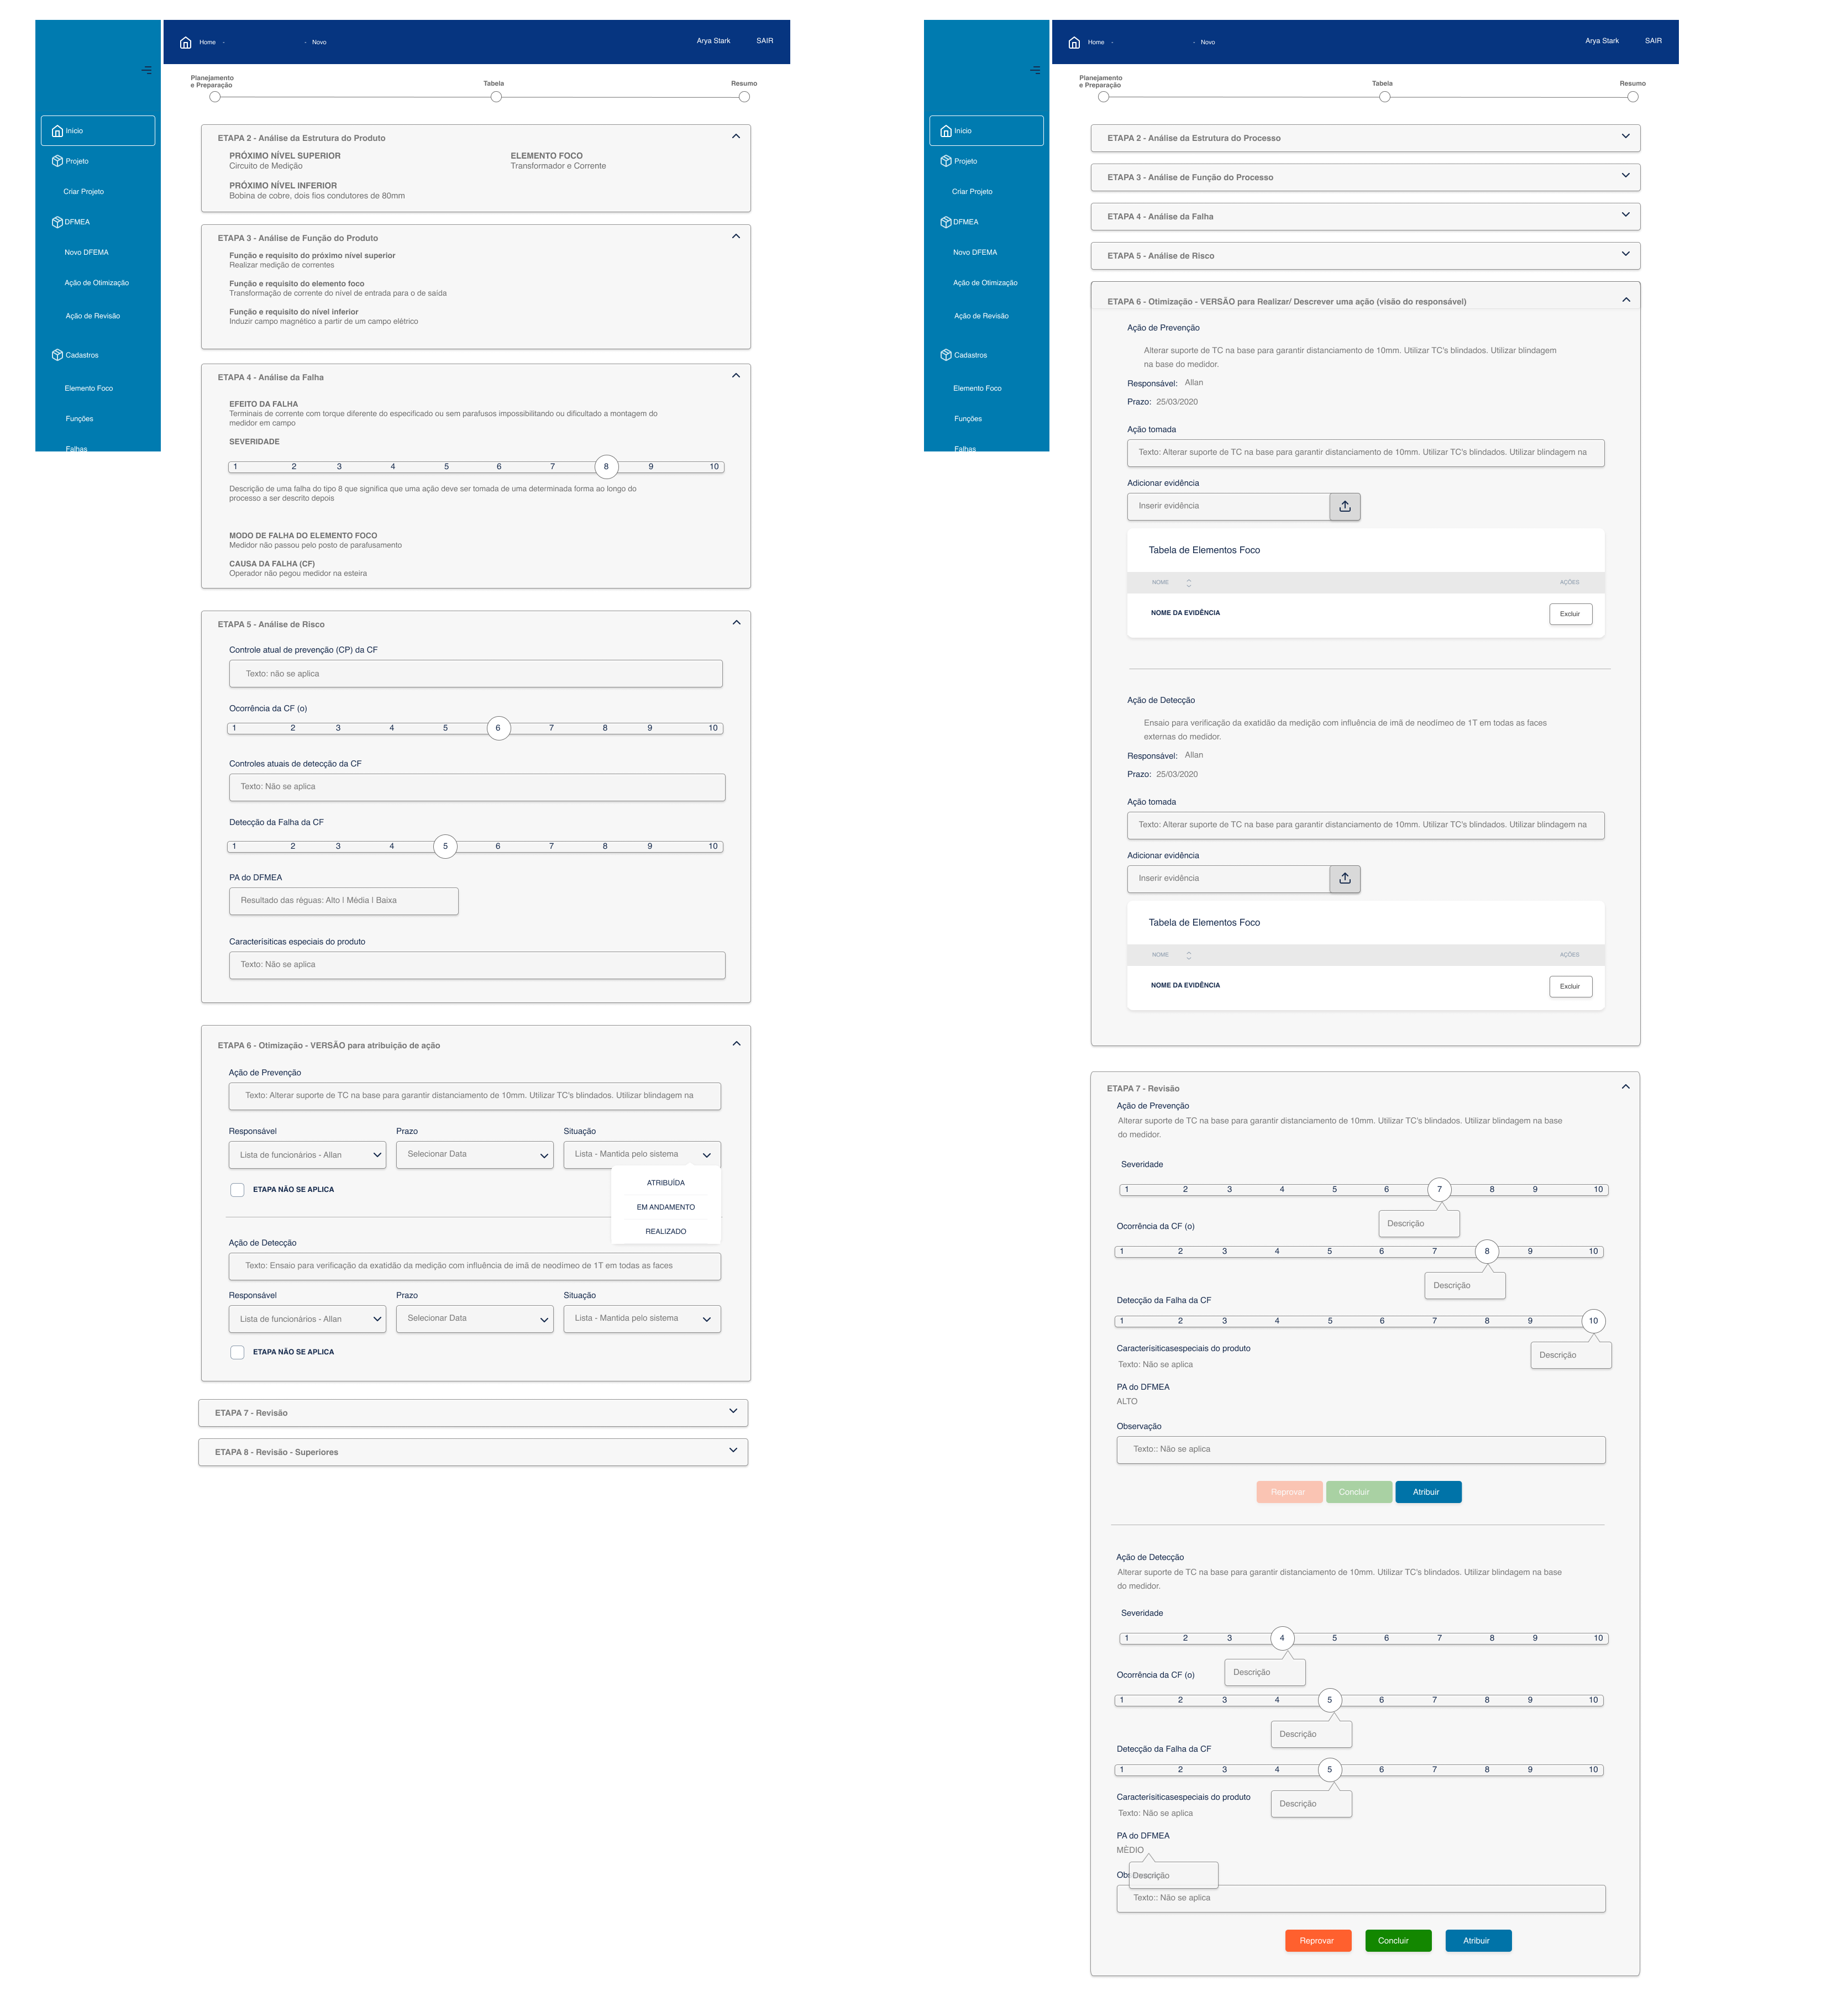 Home - - Novo
Arya Stark SAIR
Planejamento
e Preparação
Tabela
Resumo
Início
Projeto
Criar Projeto
DFMEA
Novo DFEMA
Ação de Otimização
Ação de Revisão
Cadastros
Elemento Foco
Funções
Falhas
ETAPA 2 - Análise da Estrutura do Produto
PRÓXIMO NÍVEL SUPERIOR
Circuito de Medição
ELEMENTO FOCO
Transformador e Corrente
PRÓXIMO NÍVEL INFERIOR
Bobina de cobre, dois fios condutores de 80mm
ETAPA 3 - Análise de Função do Produto
Função e requisito do próximo nível superior
Realizar medição de correntes
Função e requisito do elemento foco
Transformação de corrente do nível de entrada para o de saída
Função e requisito do nível inferior
Induzir campo magnético a partir de um campo elétrico
ETAPA 4 - Análise da Falha
EFEITO DA FALHA
Terminais de corrente com torque diferente do especificado ou sem parafusos impossibilitando ou dificultado a montagem do
medidor em campo
SEVERIDADE
1 2 3 4 5 6 7 8 9 10
Descrição de uma falha do tipo 8 que significa que uma ação deve ser tomada de uma determinada forma ao longo do
processo a ser descrito depois
MODO DE FALHA DO ELEMENTO FOCO
Medidor não passou pelo posto de parafusamento
CAUSA DA FALHA (CF)
Operador não pegou medidor na esteira
ETAPA 5 - Análise de Risco
Controle atual de prevenção (CP) da CF
Texto: não se aplica
Ocorrência da CF (o)
1 2 3 4 5 6 7 8 9 10
Controles atuais de detecção da CF
Texto: Não se aplica
Detecção da Falha da CF
1 2 3 4 5 6 7 8 9 10
PA do DFMEA
Resultado das réguas: Alto | Média | Baixa
Caracterísiticas especiais do produto
Texto: Não se aplica
ETAPA 6 - Otimização - VERSÃO para atribuição de ação
Ação de Prevenção
Texto: Alterar suporte de TC na base para garantir distanciamento de 10mm. Utilizar TC's blindados. Utilizar blindagem na
Responsável Prazo Situação
Lista de funcionários - Allan Selecionar Data Lista - Mantida pelo sistema
ATRIBUÍDA
EM ANDAMENTO
REALIZADO
ETAPA NÃO SE APLICA
Ação de Detecção
Texto: Ensaio para verificação da exatidão da medição com influência de imã de neodímeo de 1T em todas as faces
Responsável Prazo Situação
Lista de funcionários - Allan Selecionar Data Lista - Mantida pelo sistema
ETAPA NÃO SE APLICA
ETAPA 7 - Revisão
ETAPA 8 - Revisão - Superiores
Home - - Novo
Arya Stark SAIR
Planejamento
e Preparação
Tabela
Resumo
Início
Projeto
Criar Projeto
DFMEA
Novo DFEMA
Ação de Otimização
Ação de Revisão
Cadastros
Elemento Foco
Funções
Falhas
ETAPA 2 - Análise da Estrutura do Processo
ETAPA 3 - Análise de Função do Processo
ETAPA 4 - Análise da Falha
ETAPA 5 - Análise de Risco
ETAPA 6 - Otimização - VERSÃO para Realizar/ Descrever uma ação (visão do responsável)
Ação de Prevenção
Alterar suporte de TC na base para garantir distanciamento de 10mm. Utilizar TC's blindados. Utilizar blindagem
na base do medidor.
Responsável: Allan
Prazo: 25/03/2020
Ação tomada
Texto: Alterar suporte de TC na base para garantir distanciamento de 10mm. Utilizar TC's blindados. Utilizar blindagem na
Adicionar evidência
Inserir evidência
Tabela de Elementos Foco
NOME AÇÕES
NOME DA EVIDÊNCIA Excluir
Ação de Detecção
Ensaio para verificação da exatidão da medição com influência de imã de neodímeo de 1T em todas as faces
externas do medidor.
Responsável: Allan
Prazo: 25/03/2020
Ação tomada
Texto: Alterar suporte de TC na base para garantir distanciamento de 10mm. Utilizar TC's blindados. Utilizar blindagem na
Adicionar evidência
Inserir evidência
Tabela de Elementos Foco
NOME AÇÕES
NOME DA EVIDÊNCIA Excluir
ETAPA 7 - Revisão
Ação de Prevenção
Alterar suporte de TC na base para garantir distanciamento de 10mm. Utilizar TC's blindados. Utilizar blindagem na base
do medidor.
Severidade
1 2 3 4 5 6 7 8 9 10
Descrição
Ocorrência da CF (o)
1 2 3 4 5 6 7 8 9 10
Descrição
Detecção da Falha da CF
1 2 3 4 5 6 7 8 9 10
Descrição
Caracterísiticasespeciais do produto
Texto: Não se aplica
PA do DFMEA
ALTO
Observação
Texto:: Não se aplica
Reprovar Concluir Atribuir
Ação de Detecção
Alterar suporte de TC na base para garantir distanciamento de 10mm. Utilizar TC's blindados. Utilizar blindagem na base
do medidor.
Severidade
1 2 3 4 5 6 7 8 9 10
Descrição
Ocorrência da CF (o)
1 2 3 4 5 6 7 8 9 10
Descrição
Detecção da Falha da CF
1 2 3 4 5 6 7 8 9 10
Descrição
Caracterísiticasespeciais do produto
Texto: Não se aplica
PA do DFMEA
MÉDIO
Descrição
Texto:: Não se aplica
Reprovar Concluir Atribuir